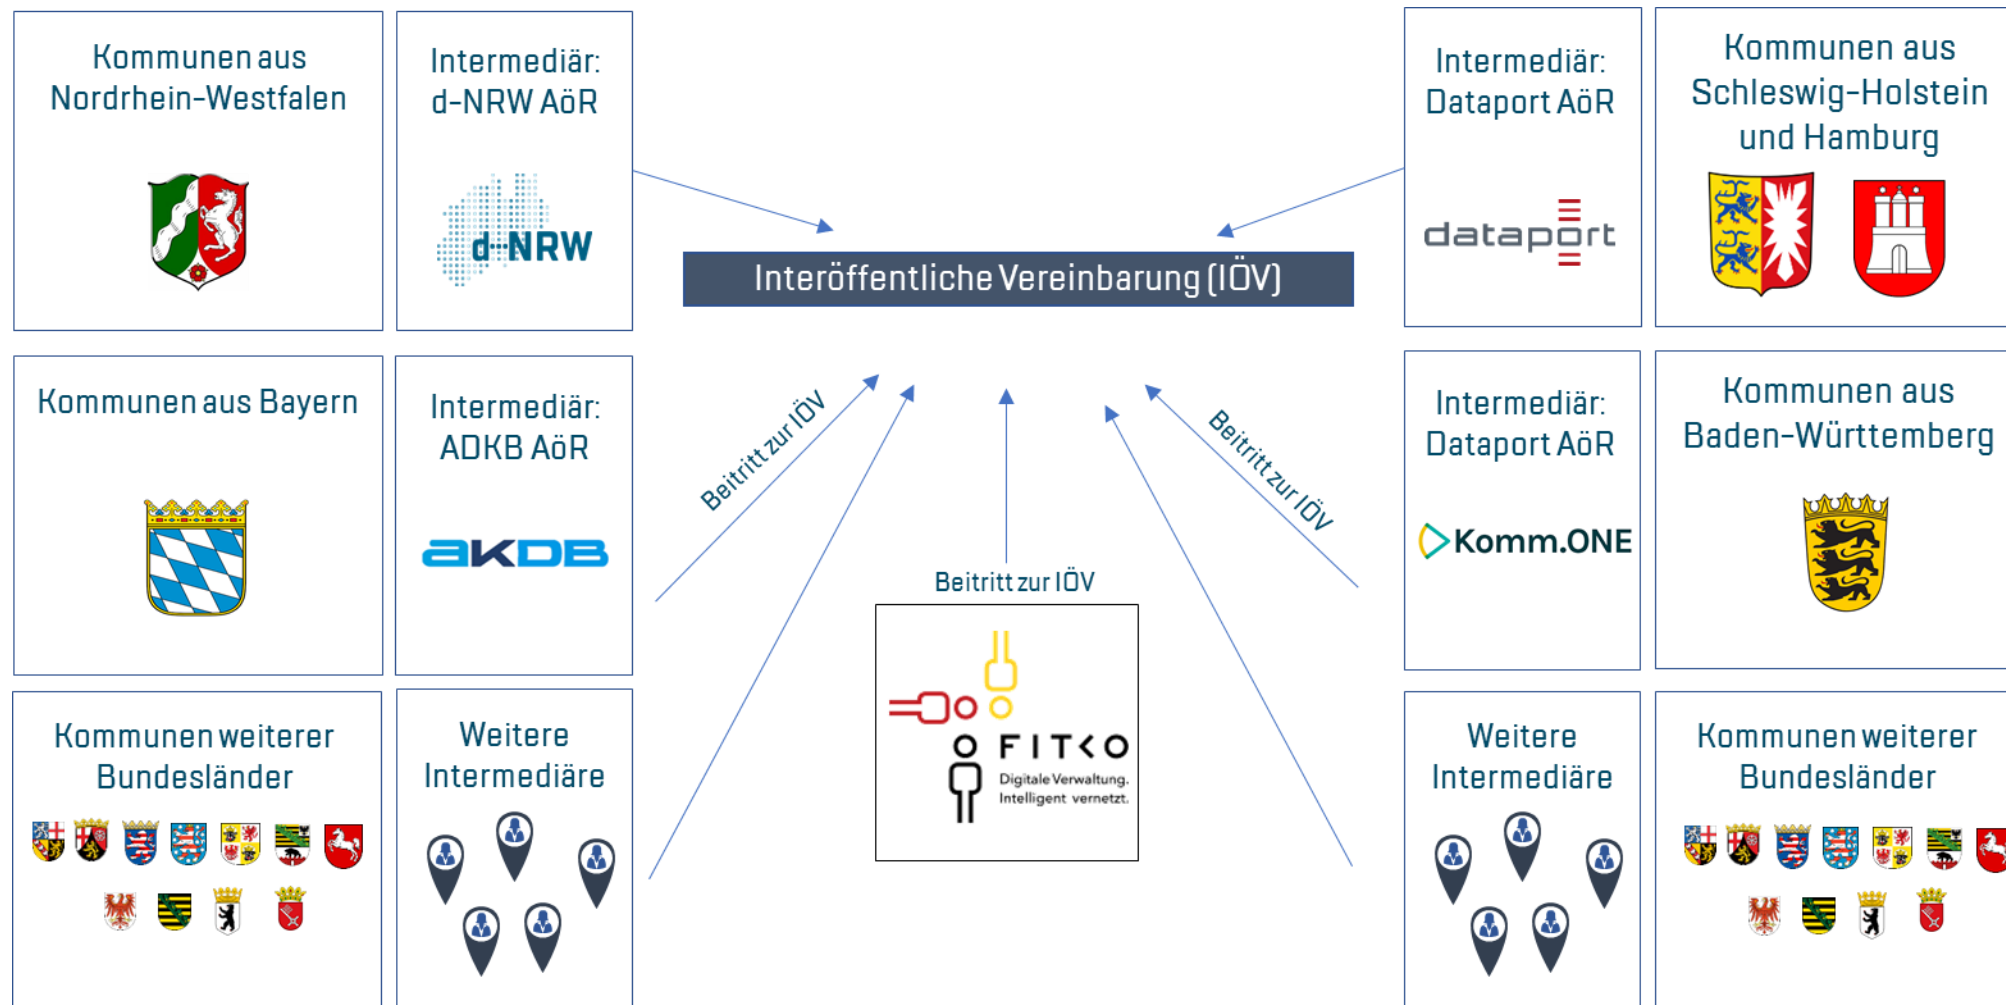 Kommunen aus
Nordrhein-Westfalen
Intermediär:
d-NRW AöR
d-NRW
Interöffentliche Vereinbarung (IÖV)
Intermediär:
Dataport AöR
dataport
Kommunen aus
Schleswig-Holstein
und Hamburg
Kommunen aus Bayern
Intermediär:
ADKB AöR
AKDB
Beitritt zur IÖV
Beitritt zur IÖV
Beitritt zur IÖV
Intermediär:
Dataport AöR
Komm.ONE
Kommunen aus
Baden-Württemberg
Kommunen weiterer
Bundesländer
Weitere
Intermediäre
FITKO
Digitale Verwaltung.
Intelligent vernetzt.
Weitere
Intermediäre
Kommunen weiterer
Bundesländer